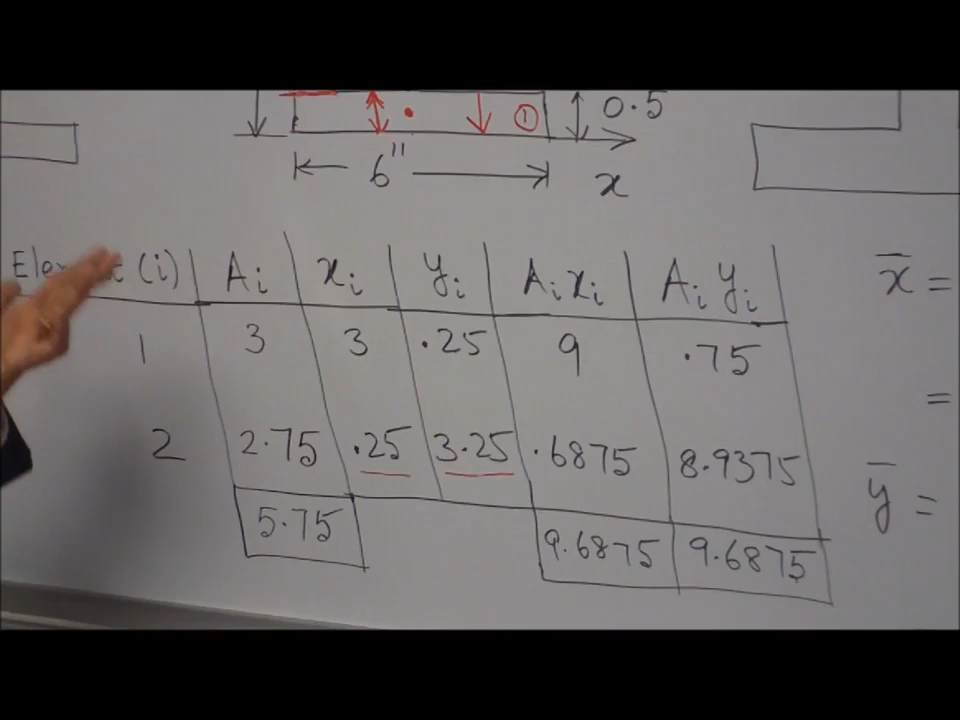 ① 0.5
6"
x
(i) Ai xi yi Aixi Aiyi x̄ =
1 3 3 .25 9 .75
=
2 2.75 .25 3.25 .6875 8.9375
ȳ =
5.75 9.6875 9.6875